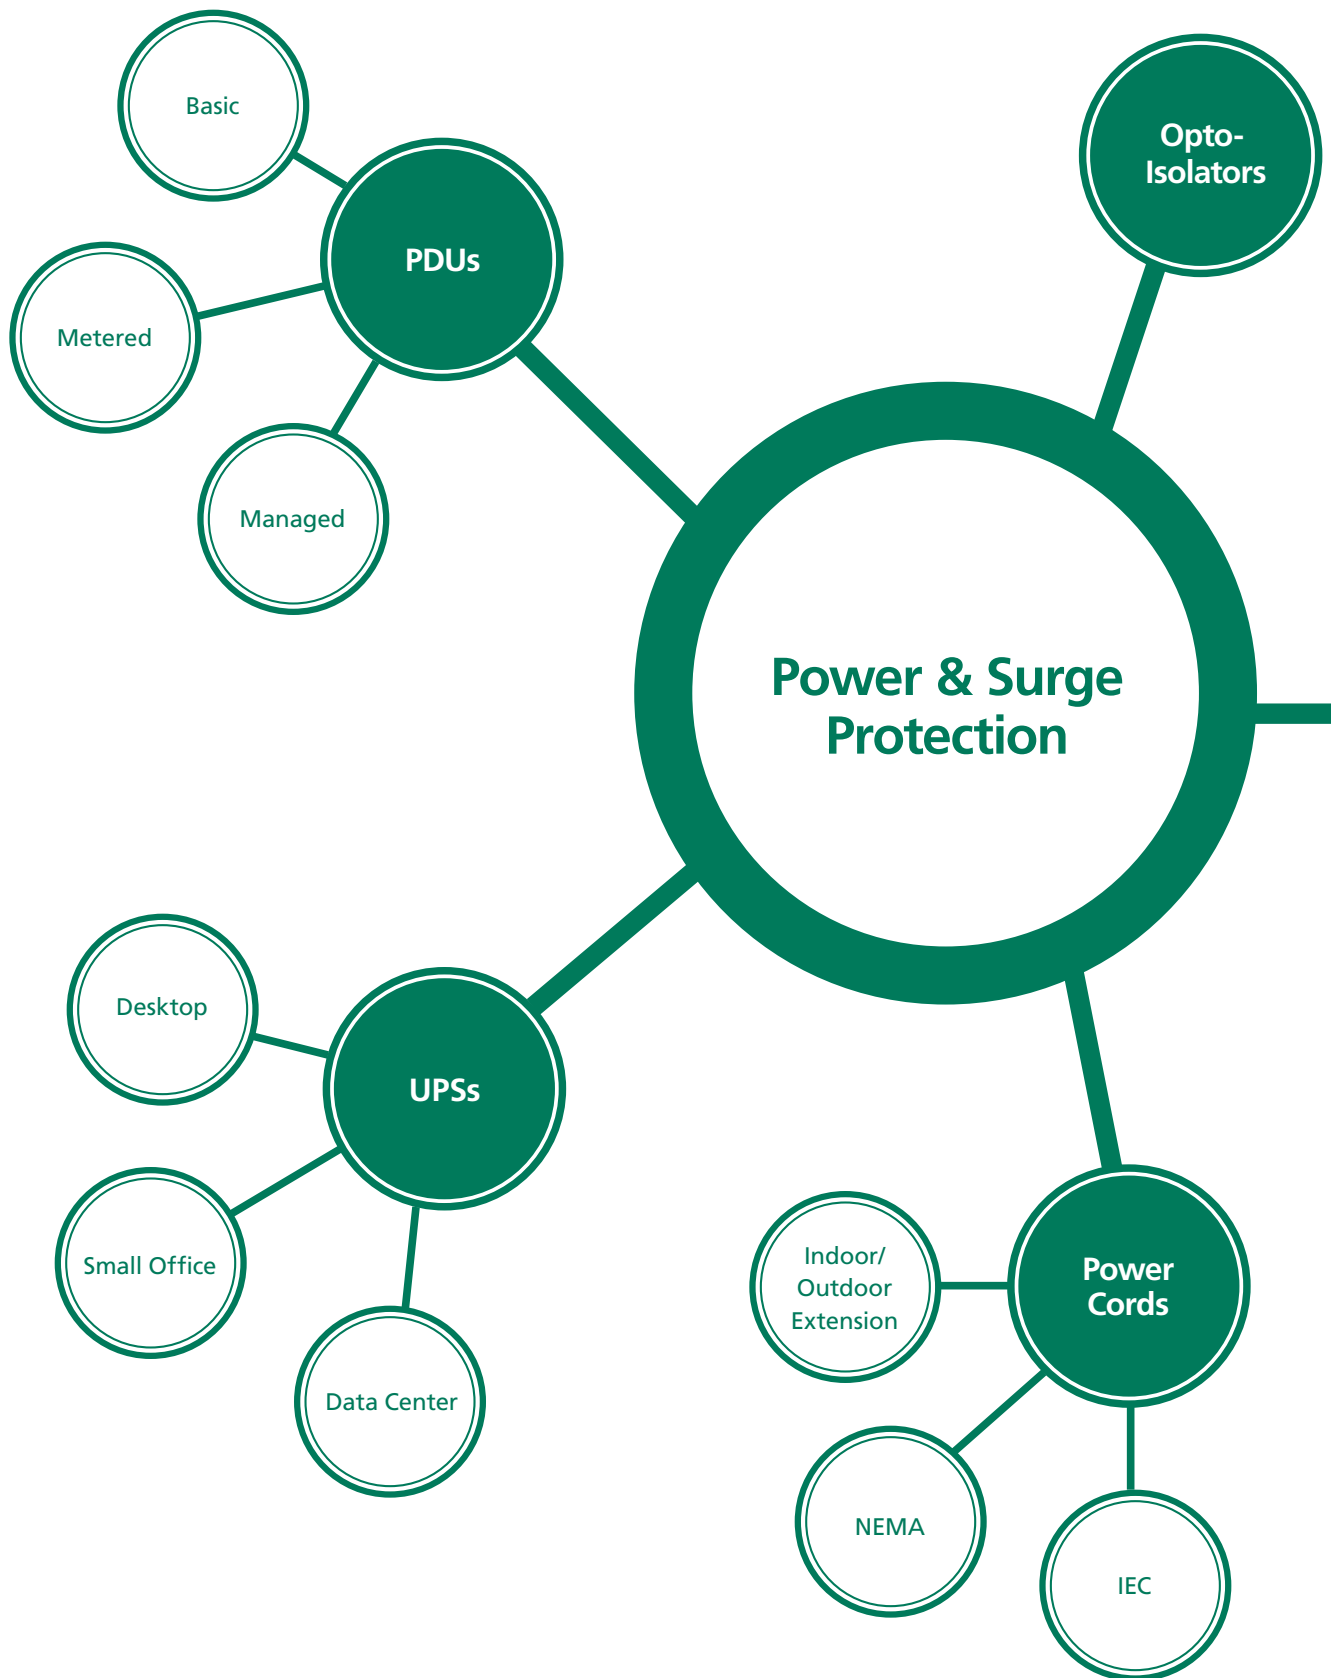 Basic
PDUs
Metered
Managed
Opto-
Isolators
Power & Surge
Protection
Desktop
UPSs
Small Office
Data Center
Indoor/
Outdoor
Extension
Power
Cords
NEMA
IEC